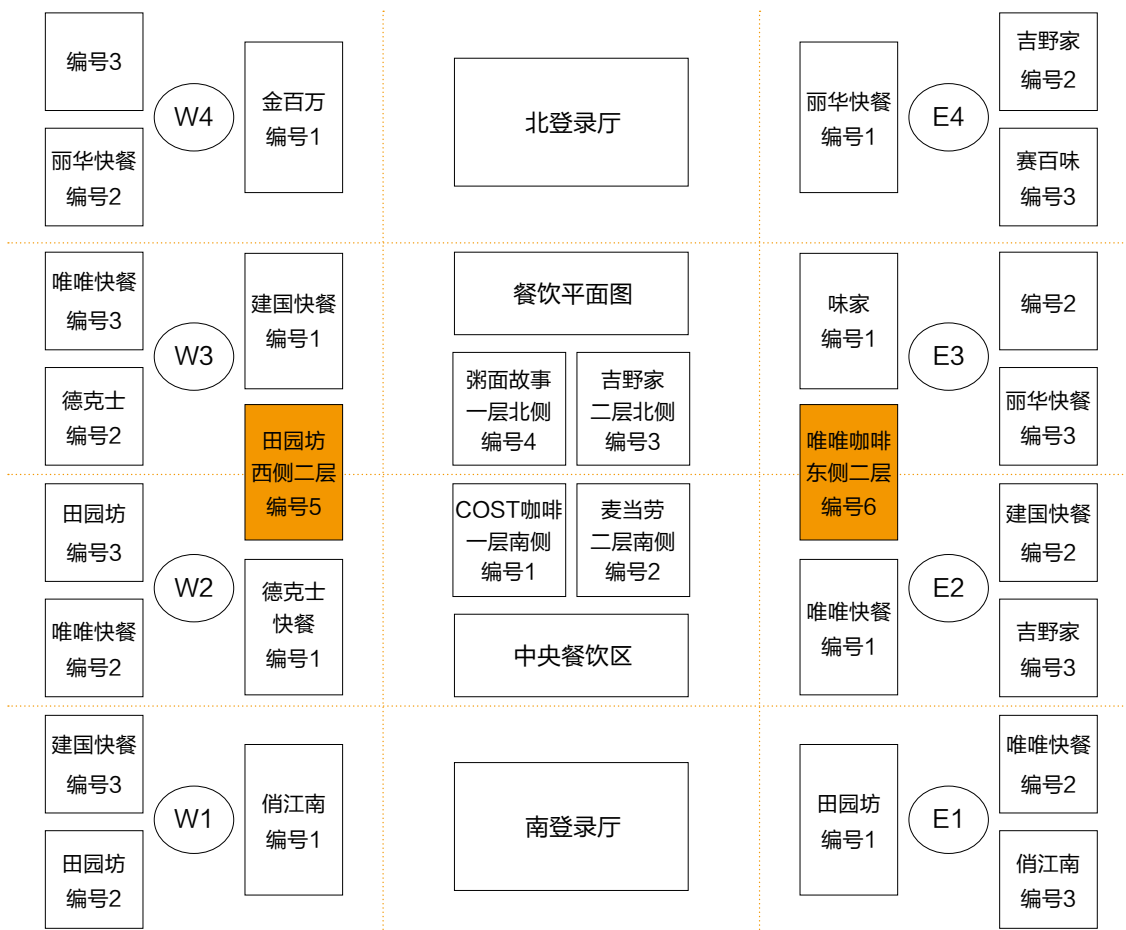 编号3
W4
丽华快餐
编号2
金百万
编号1
北登录厅
丽华快餐
编号1
E4
吉野家
编号2
赛百味
编号3
唯唯快餐
编号3
W3
德克士
编号2
建国快餐
编号1
餐饮平面图
粥面故事
一层北侧
编号4
吉野家
二层北侧
编号3
味家
编号1
E3
编号2
丽华快餐
编号3
田园坊
西侧二层
编号5
唯唯咖啡
东侧二层
编号6
田园坊
编号3
W2
唯唯快餐
编号2
德克士
快餐
编号1
COST咖啡
一层南侧
编号1
麦当劳
二层南侧
编号2
中央餐饮区
唯唯快餐
编号1
E2
建国快餐
编号2
吉野家
编号3
建国快餐
编号3
W1
田园坊
编号2
俏江南
编号1
南登录厅
田园坊
编号1
E1
唯唯快餐
编号2
俏江南
编号3